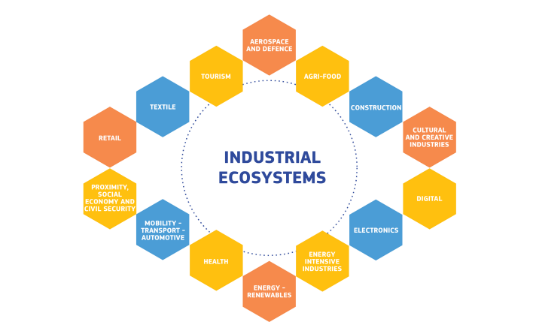 AEROSPACE
AND DEFENCE
TOURISM
AGRI-FOOD
TEXTILE
CONSTRUCTION
RETAIL
CULTURAL
AND CREATIVE
INDUSTRIES
INDUSTRIAL
ECOSYSTEMS
PROXIMITY,
SOCIAL
ECONOMY AND
CIVIL SECURITY
DIGITAL
MOBILITY –
TRANSPORT –
AUTOMOTIVE
ELECTRONICS
HEALTH
ENERGY
INTENSIVE
INDUSTRIES
ENERGY –
RENEWABLES